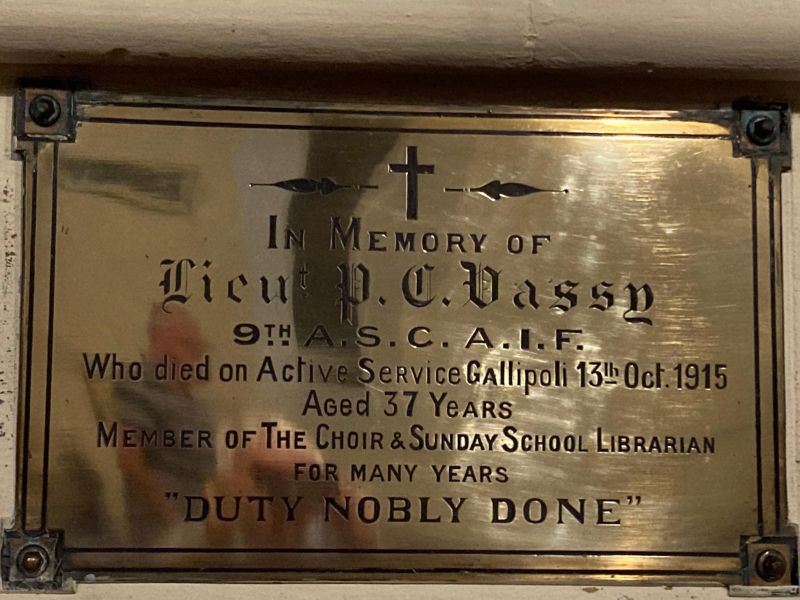 In Memory of
Lieut P. C. Vassy
9TH A.S.C. A.I.F.
Who died on Active Service Gallipoli 13th Oct. 1915
Aged 37 Years
Member of The Choir & Sunday School Librarian
for many years
"DUTY NOBLY DONE"